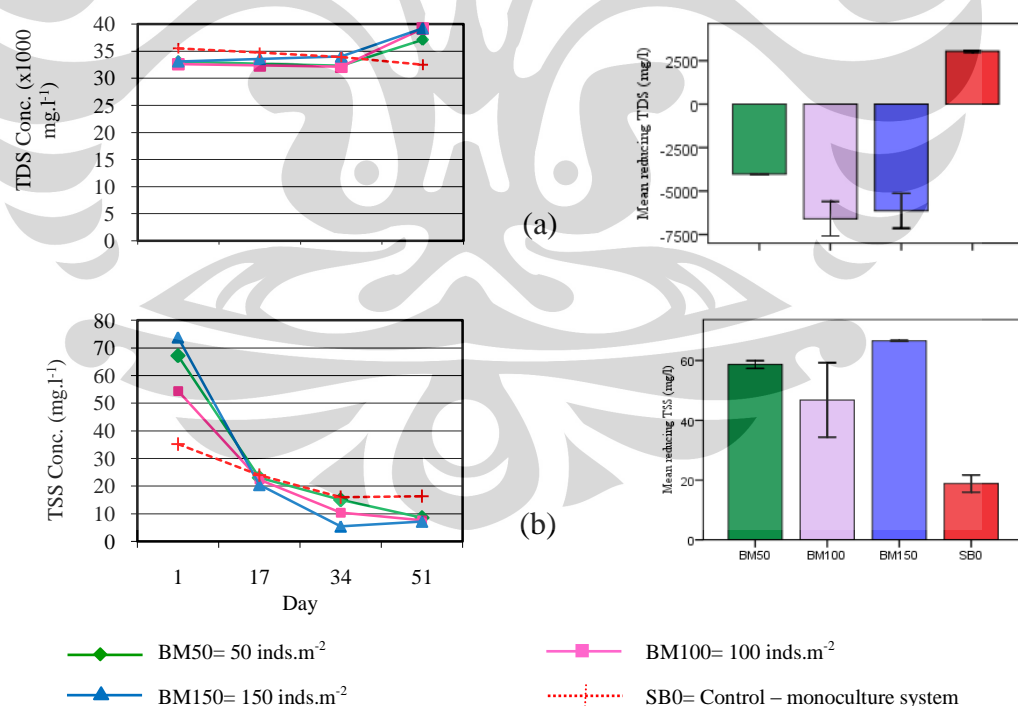 TDS Conc. (x1000
mg.l-1)
40
35
30
25
20
15
10
5
0
(a)
Mean reducing TDS (mg/l)
2500
0
-2500
-5000
-7500
TSS Conc. (mg.l-1)
80
70
60
50
40
30
20
10
0
1 17 34 51
Day
(b)
Mean reducing TSS (mg/l)
60
40
20
0
BM50 BM100 BM150 SB0
BM50= 50 inds.m-2
BM100= 100 inds.m-2
BM150= 150 inds.m-2
SB0= Control – monoculture system